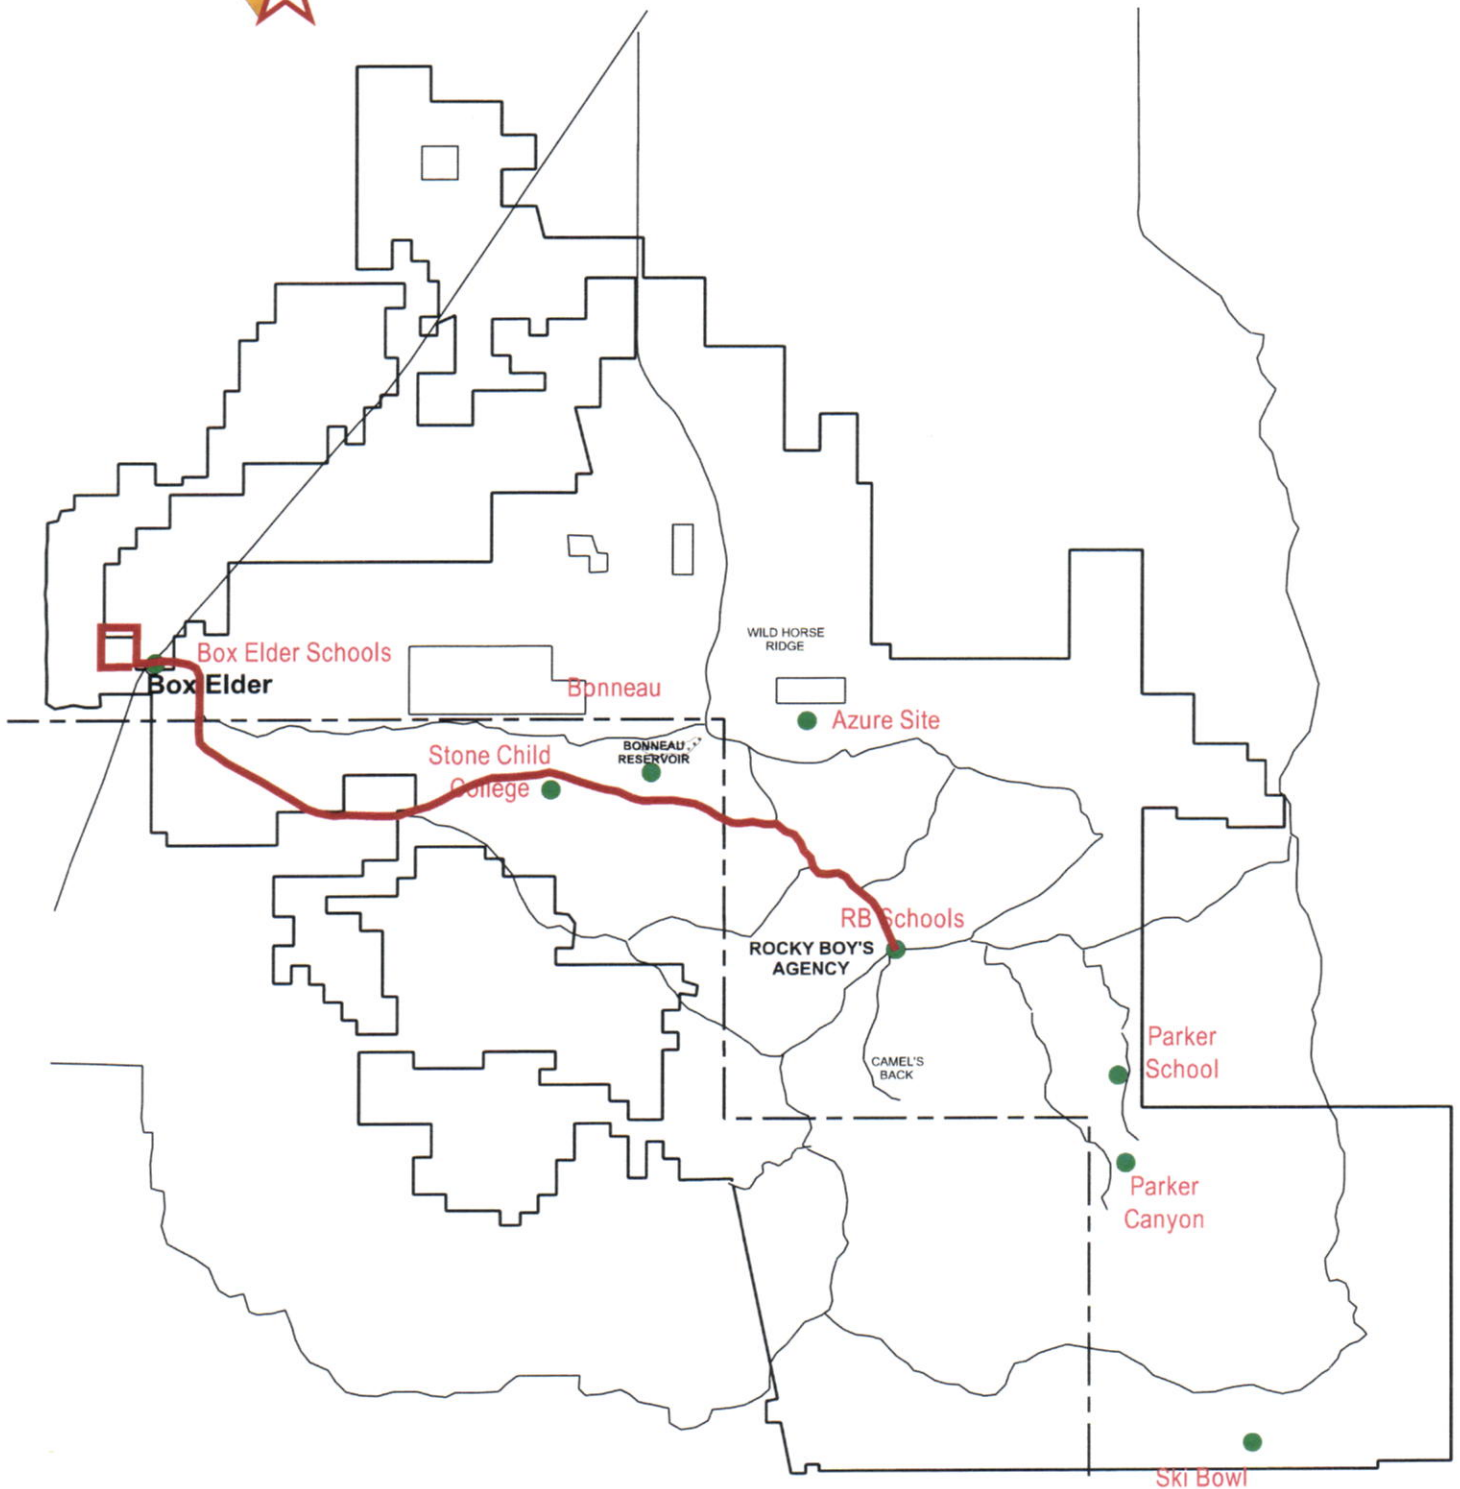 WILD HORSE
RIDGE
Box Elder Schools
Box Elder
Bonneau
Azure Site
Stone Child
College
BONNEAU
RESERVOIR
RB Schools
ROCKY BOY'S
AGENCY
CAMEL'S
BACK
Parker
School
Parker
Canyon
Ski Bowl